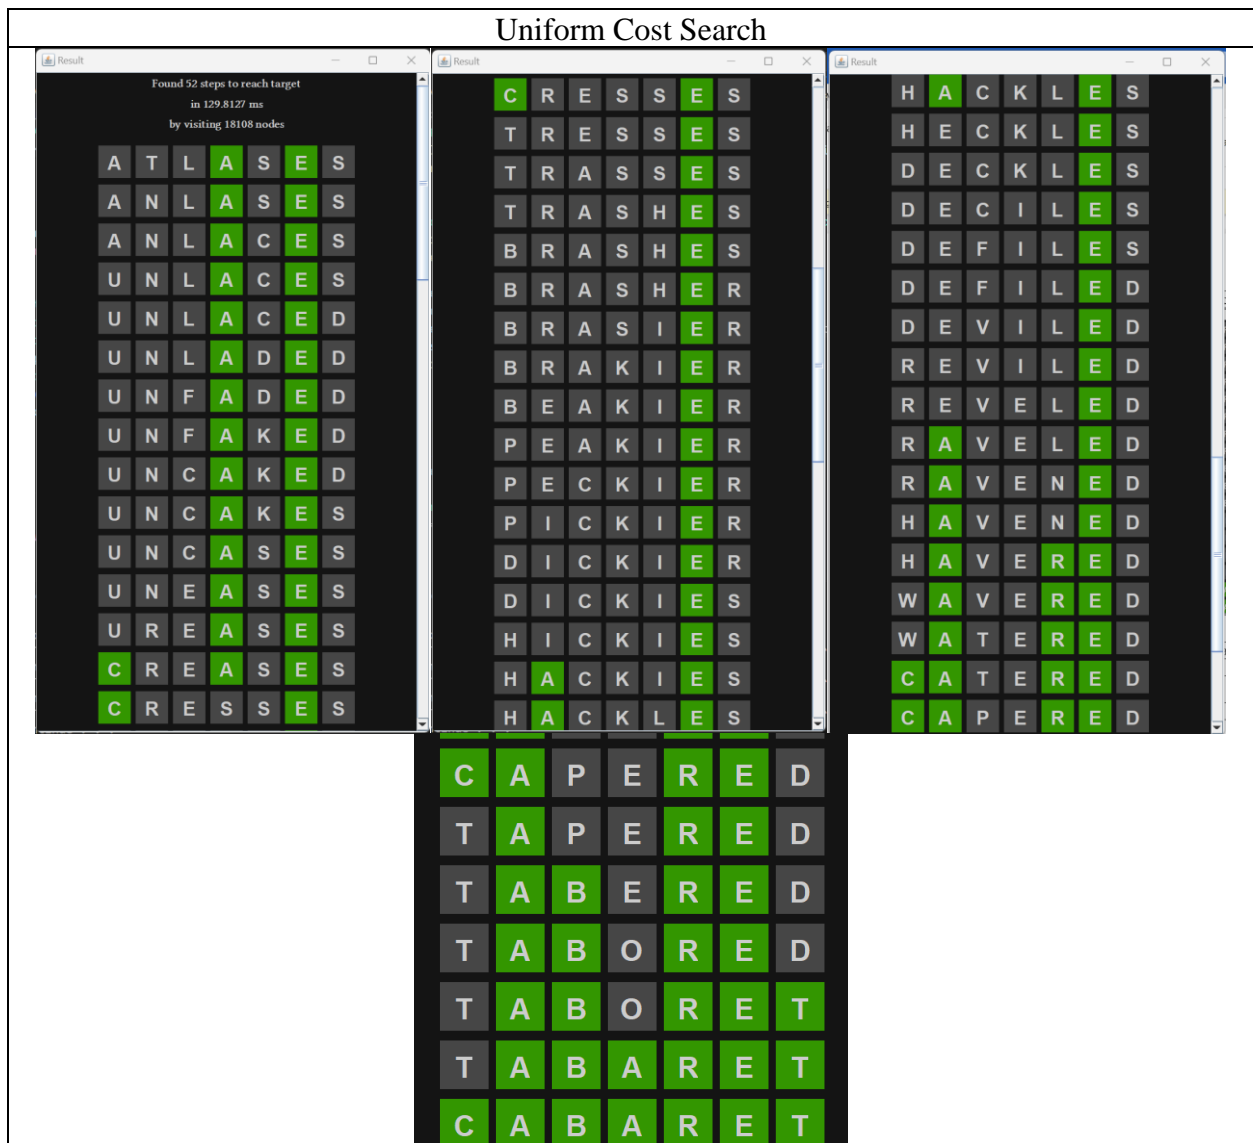 Uniform Cost Search
Result
Found 52 steps to reach target
in 129.8127 ms
by visiting 18108 nodes
A T L A S E S
A N L A S E S
A N L A C E S
U N L A C E S
U N L A C E D
U N L A D E D
U N F A D E D
U N F A K E D
U N C A K E D
U N C A K E S
U N C A S E S
U N E A S E S
U R E A S E S
C R E A S E S
C R E S S E S
Result
C R E S S E S
T R E S S E S
T R A S S E S
T R A S H E S
B R A S H E S
B R A S H E R
B R A S I E R
B R A K I E R
B E A K I E R
P E A K I E R
P E C K I E R
P I C K I E R
D I C K I E R
D I C K I E S
H I C K I E S
H A C K I E S
H A C K L E S
Result
H A C K L E S
H E C K L E S
D E C K L E S
D E C I L E S
D E F I L E S
D E F I L E D
D E V I L E D
R E V I L E D
R E V E L E D
R A V E L E D
R A V E N E D
H A V E N E D
H A V E R E D
W A V E R E D
W A T E R E D
C A T E R E D
C A P E R E D
C A P E R E D
T A P E R E D
T A B E R E D
T A B O R E D
T A B O R E T
T A B A R E T
C A B A R E T